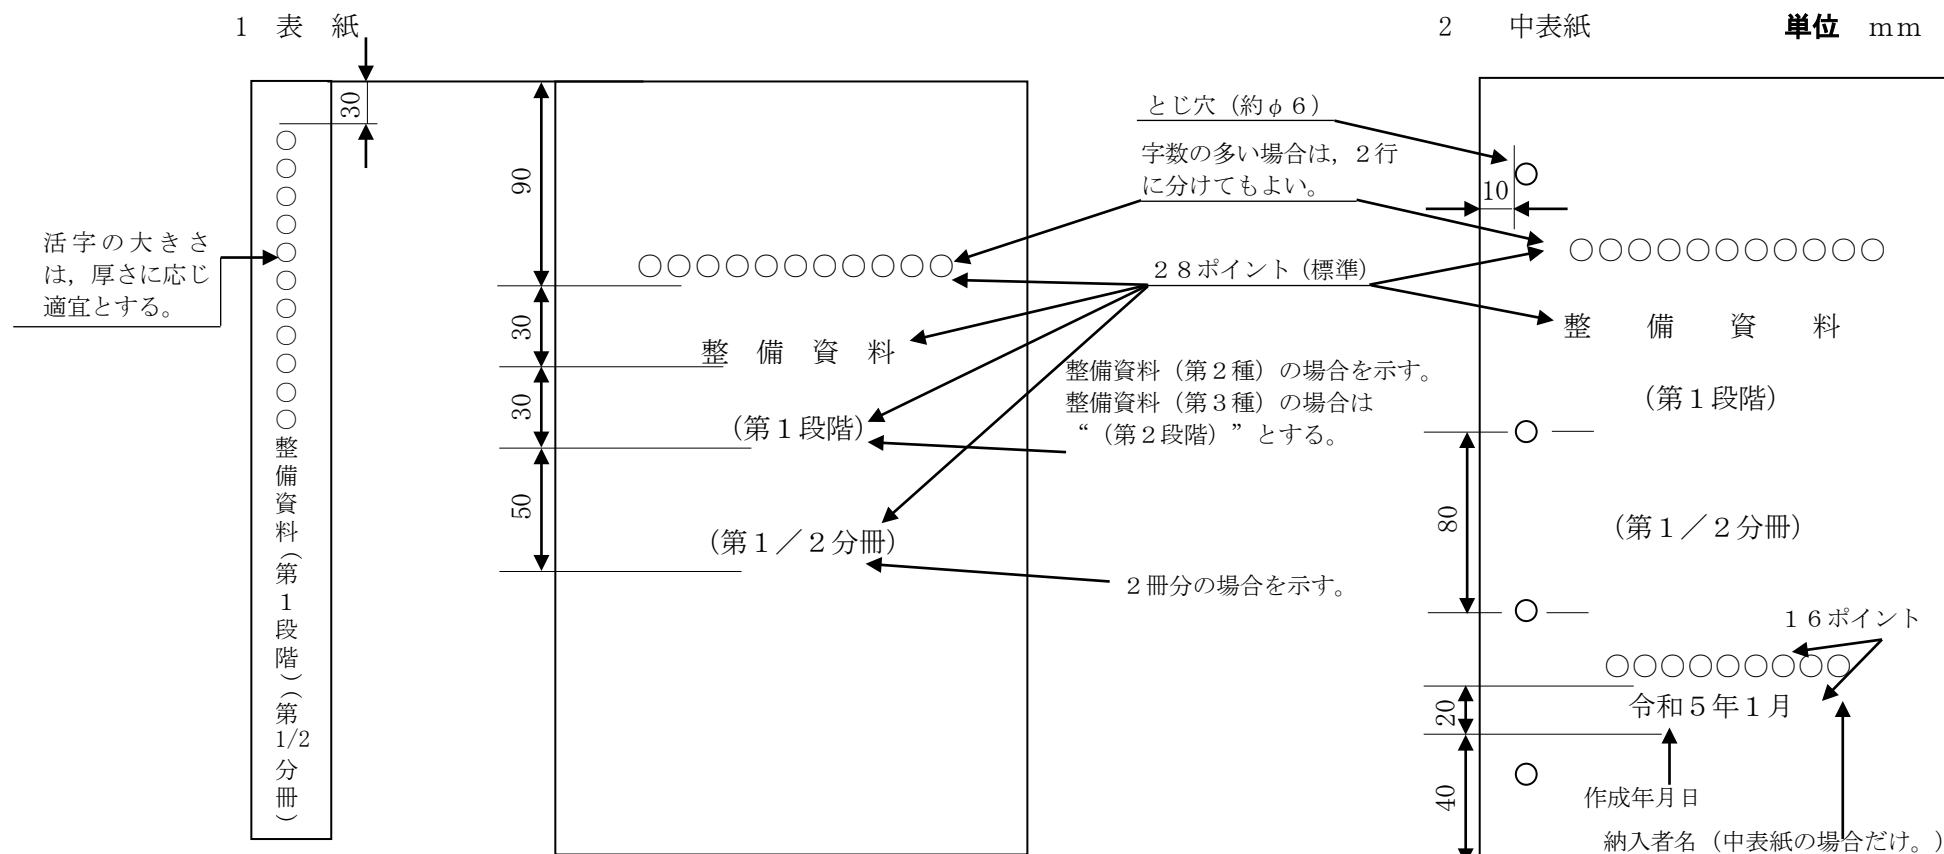 1　表　紙
30
○○○○○○○○○○○整備資料（第１段階）（第1/2分冊）
活字の大きさ
は，厚さに応じ
適宜とする。
90
30
30
50
○○○○○○○○○○○
整　備　資　料
（第１段階）
（第１／２分冊）
とじ穴（約φ６）
字数の多い場合は，２行
に分けてもよい。
２８ポイント（標準）
整備資料（第２種）の場合を示す。
整備資料（第３種）の場合は
“（第２段階）”とする。
２冊分の場合を示す。
2　　中表紙
単位　mm
10
○○○○○○○○○○○
整　備　資　料
（第１段階）
80
（第１／２分冊）
１６ポイント
○○○○○○○○○
20
令和５年１月
40
作成年月日
納入者名（中表紙の場合だけ。）